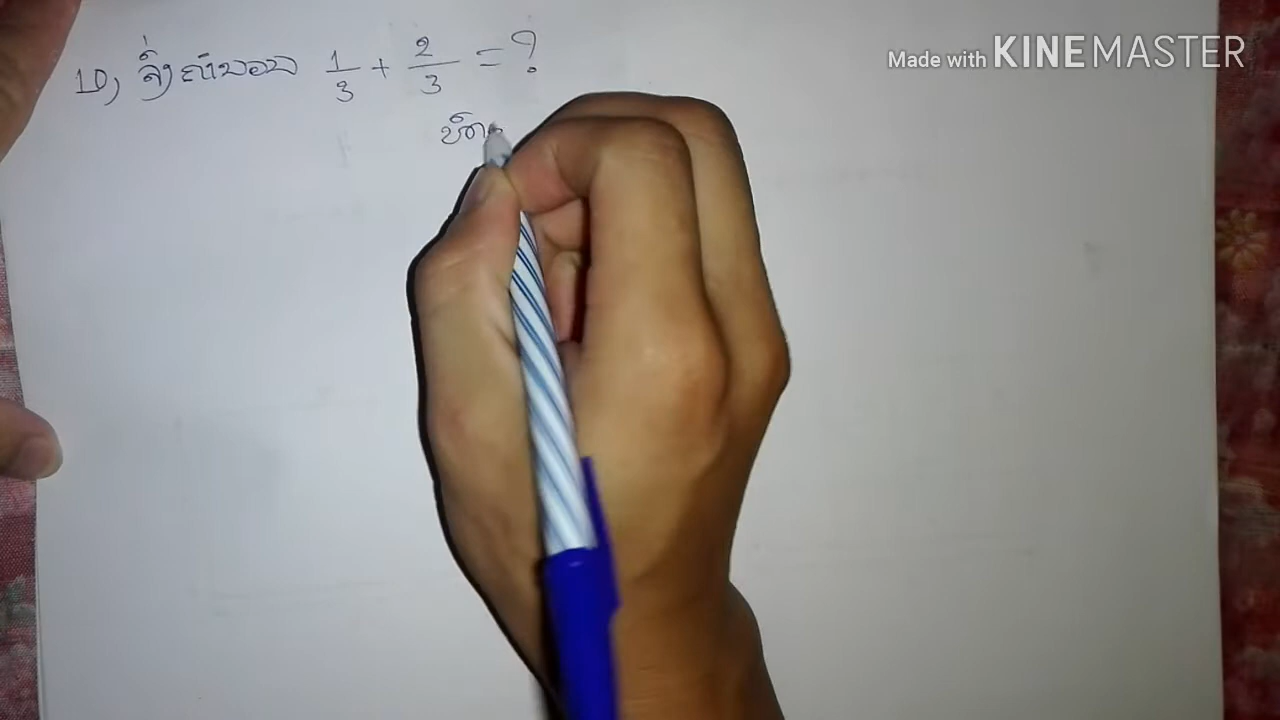 Made with KINEMASTER
10, ຈົ່ງຄຳນວນ 1/3 + 2/3 = ?